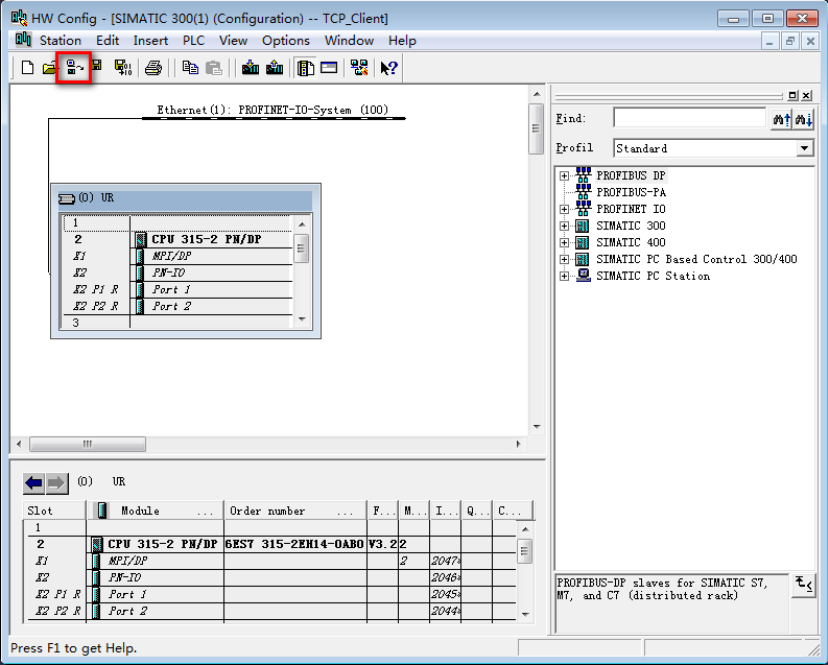 HW Config - [SIMATIC 300(1) (Configuration) -- TCP_Client]
Station Edit Insert PLC View Options Window Help
Ethernet(1): PROFINET-IO-System (100)
(0) UR
1
2 CPU 315-2 PN/DP
X1 MPI/DP
X2 PN-IO
X2 P1 R Port 1
X2 P2 R Port 2
3
Find:
Profil Standard
PROFIBUS DP
PROFIBUS-PA
PROFINET IO
SIMATIC 300
SIMATIC 400
SIMATIC PC Based Control 300/400
SIMATIC PC Station
(0) UR
Slot Module ... Order number ... F... M... I... Q... C...
1
2 CPU 315-2 PN/DP 6ES7 315-2EH14-0AB0 V3.2 2
X1 MPI/DP 2 2047*
X2 PN-IO 2046*
X2 P1 R Port 1 2045*
X2 P2 R Port 2 2044*
PROFIBUS-DP slaves for SIMATIC S7,
M7, and C7 (distributed rack)
Press F1 to get Help.